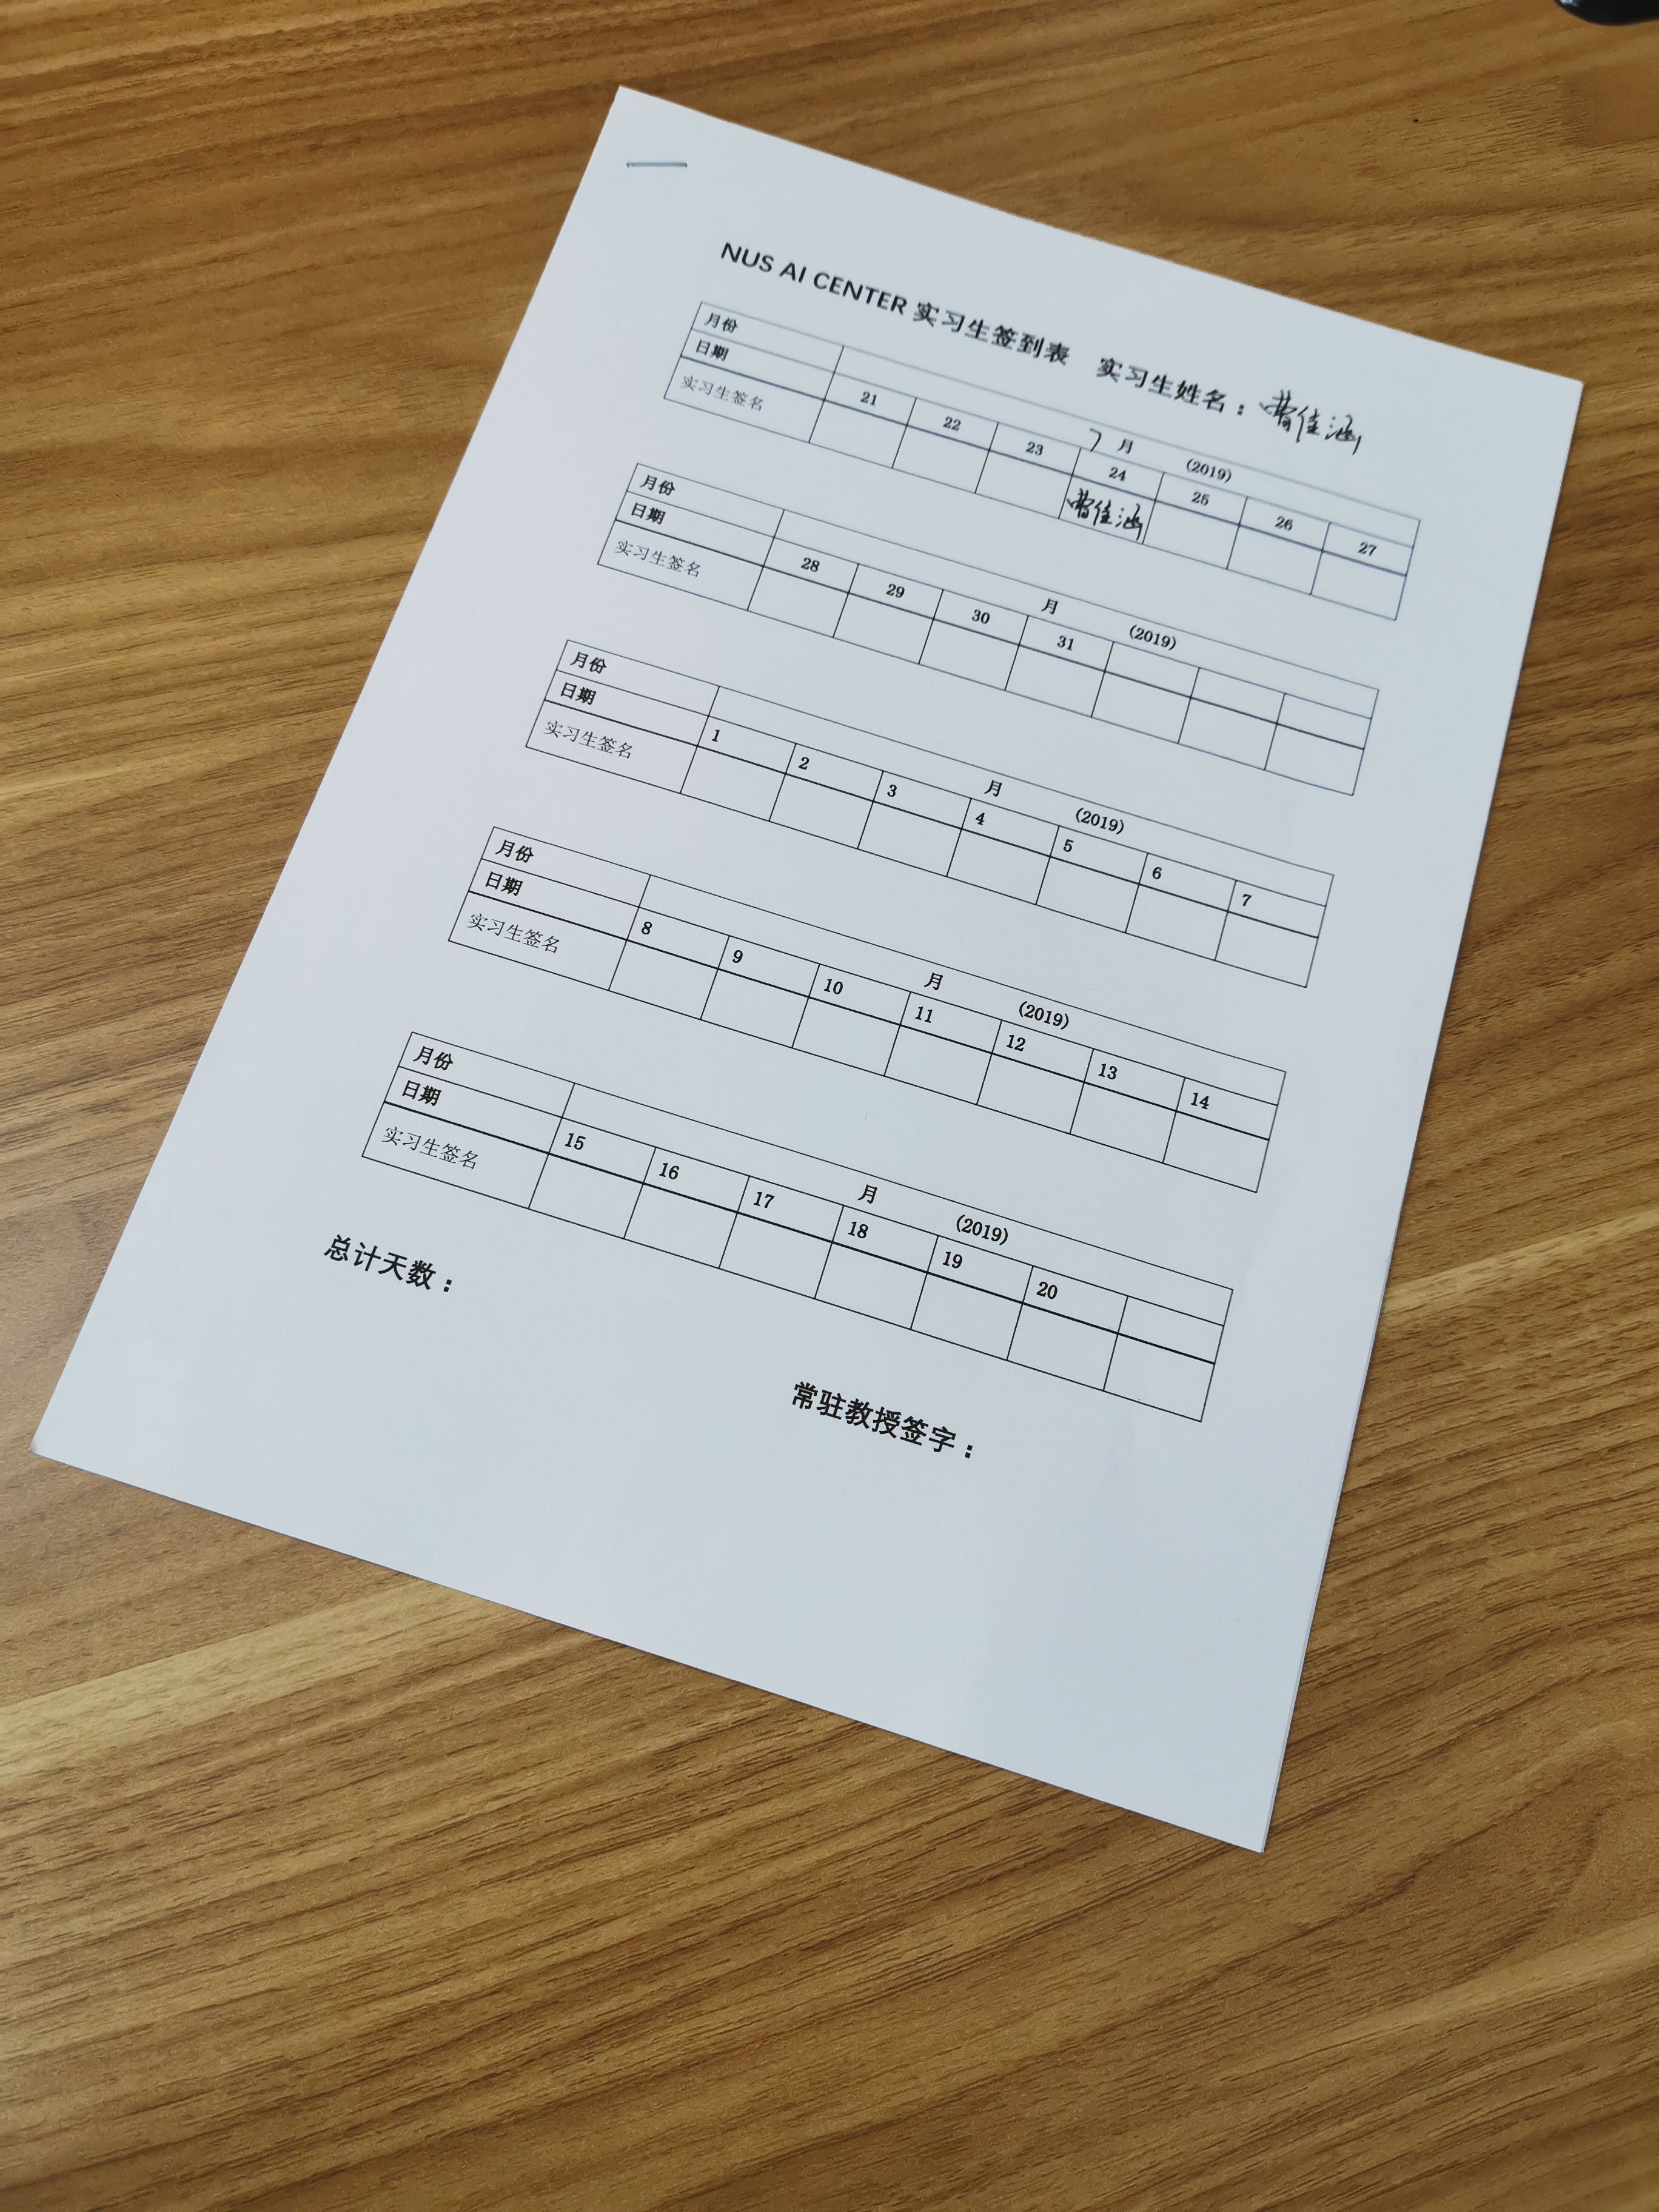 NUS AI CENTER 实习生签到表 实习生姓名：曹佳涵
月份 7 月 (2019)
日期 21 22 23 24 25 26 27
实习生签名 曹佳涵
月份 月 (2019)
日期 28 29 30 31
实习生签名
月份 月 (2019)
日期 1 2 3 4 5 6 7
实习生签名
月份 月 (2019)
日期 8 9 10 11 12 13 14
实习生签名
月份 月 (2019)
日期 15 16 17 18 19 20
实习生签名
总计天数：
常驻教授签字：